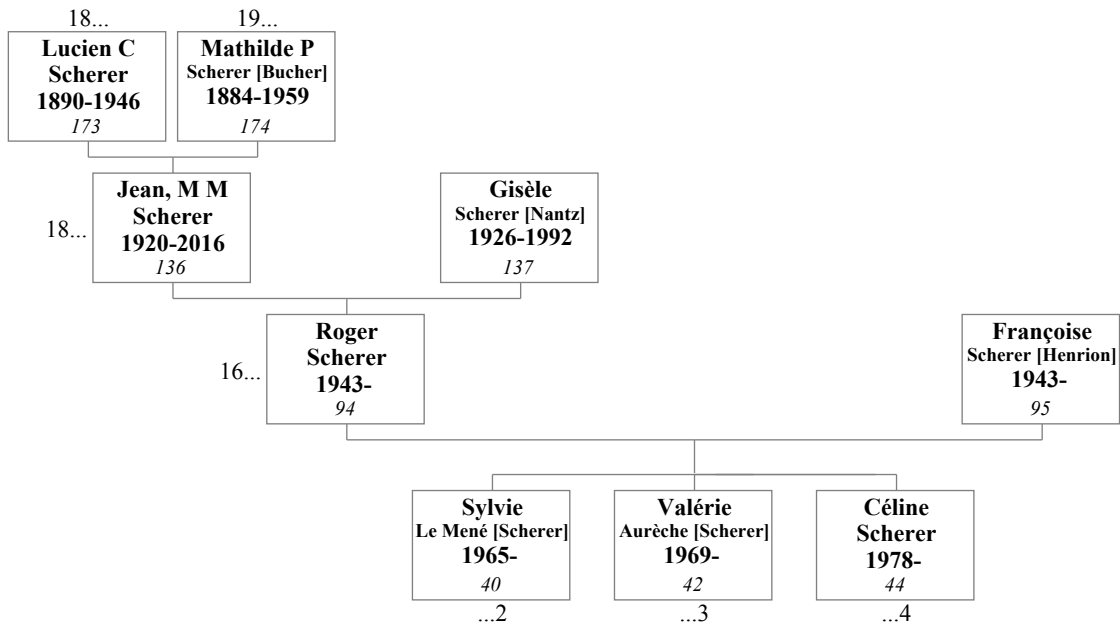 18...
19...
Lucien C
Scherer
1890-1946
173
Mathilde P
Scherer [Bucher]
1884-1959
174
18...
Jean, M M
Scherer
1920-2016
136
Gisèle
Scherer [Nantz]
1926-1992
137
16...
Roger
Scherer
1943-
94
Françoise
Scherer [Henrion]
1943-
95
Sylvie
Le Mené [Scherer]
1965-
40
...2
Valérie
Aurèche [Scherer]
1969-
42
...3
Céline
Scherer
1978-
44
...4